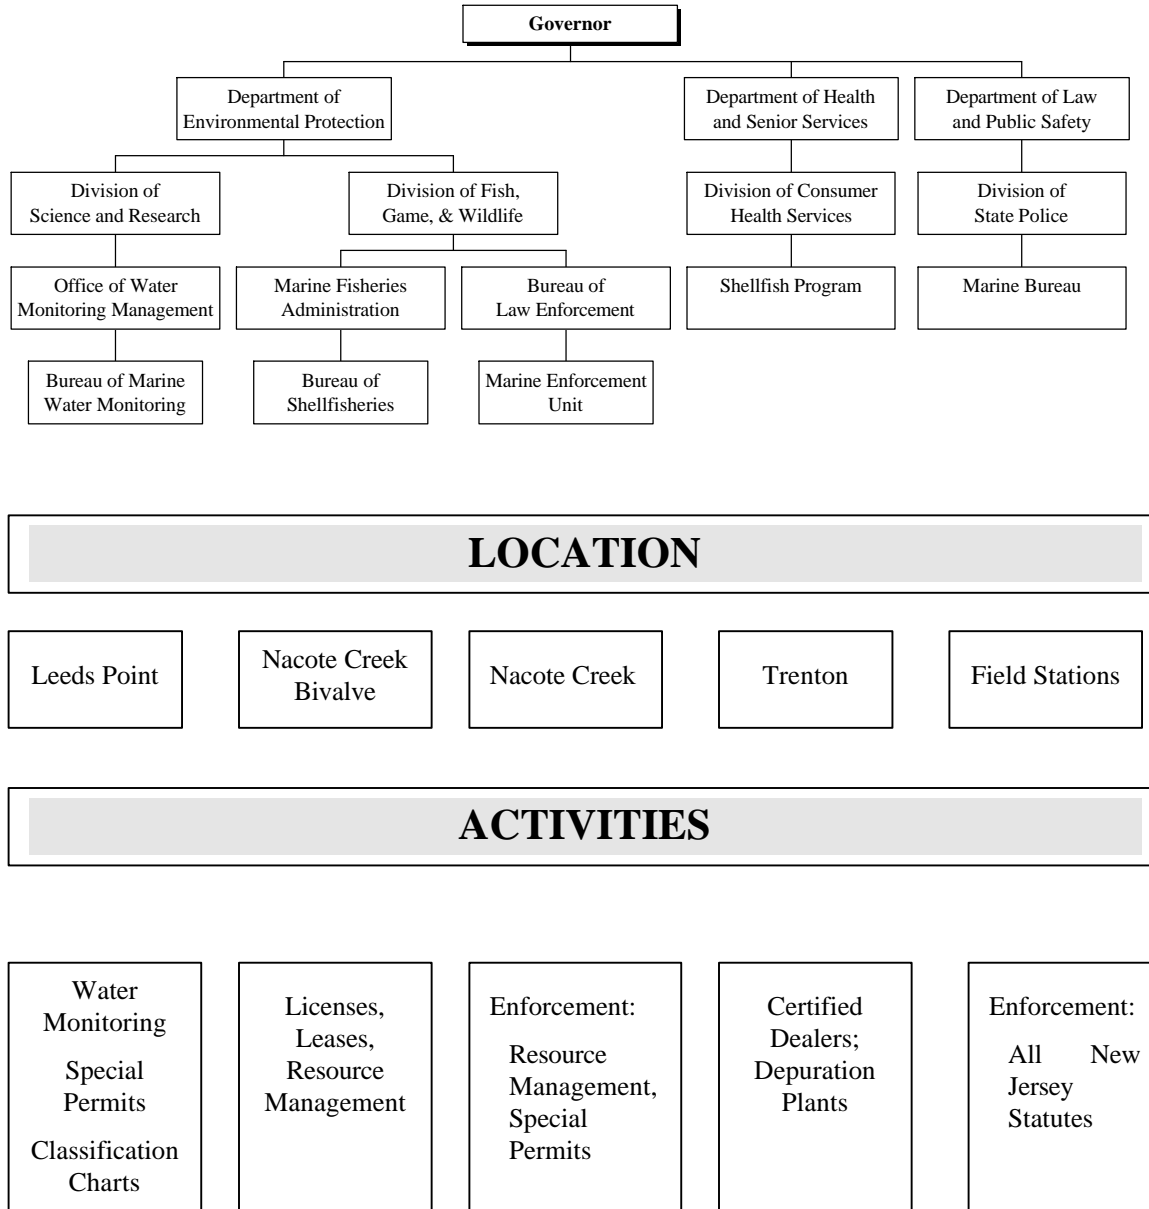 Governor
Department of
Environmental Protection
Department of Health
and Senior Services
Department of Law
and Public Safety
Division of
Science and Research
Division of Fish,
Game, & Wildlife
Division of Consumer
Health Services
Division of
State Police
Office of Water
Monitoring Management
Marine Fisheries
Administration
Bureau of
Law Enforcement
Shellfish Program
Marine Bureau
Bureau of Marine
Water Monitoring
Bureau of
Shellfisheries
Marine Enforcement
Unit
LOCATION
Leeds Point
Nacote Creek
Bivalve
Nacote Creek
Trenton
Field Stations
ACTIVITIES
Water
Monitoring
Special
Permits
Classification
Charts
Licenses,
Leases,
Resource
Management
Enforcement:
Resource
Management,
Special
Permits
Certified
Dealers;
Depuration
Plants
Enforcement:
All New
Jersey
Statutes